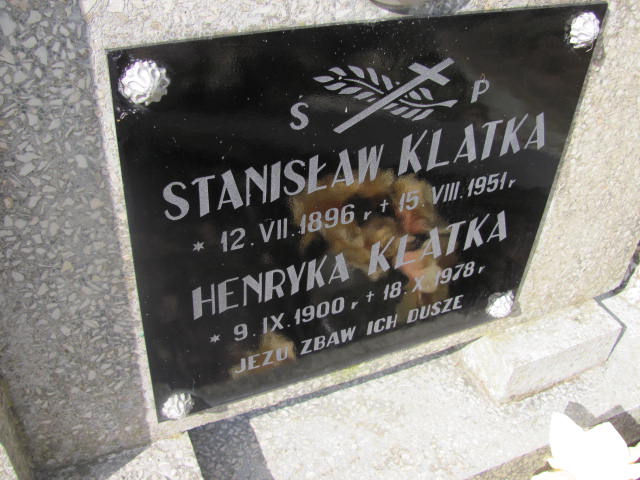 Ś P
STANISŁAW KLATKA
* 12.VII.1896 r + 15.VIII.1951 r
HENRYKA KLATKA
* 9.IX.1900 r + 18.X.1978 r
JEZU ZBAW ICH DUSZE